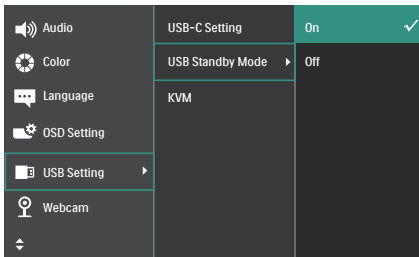 Audio
Color
Language
OSD Setting
USB Setting
Webcam
USB-C Setting
USB Standby Mode
KVM
On
Off